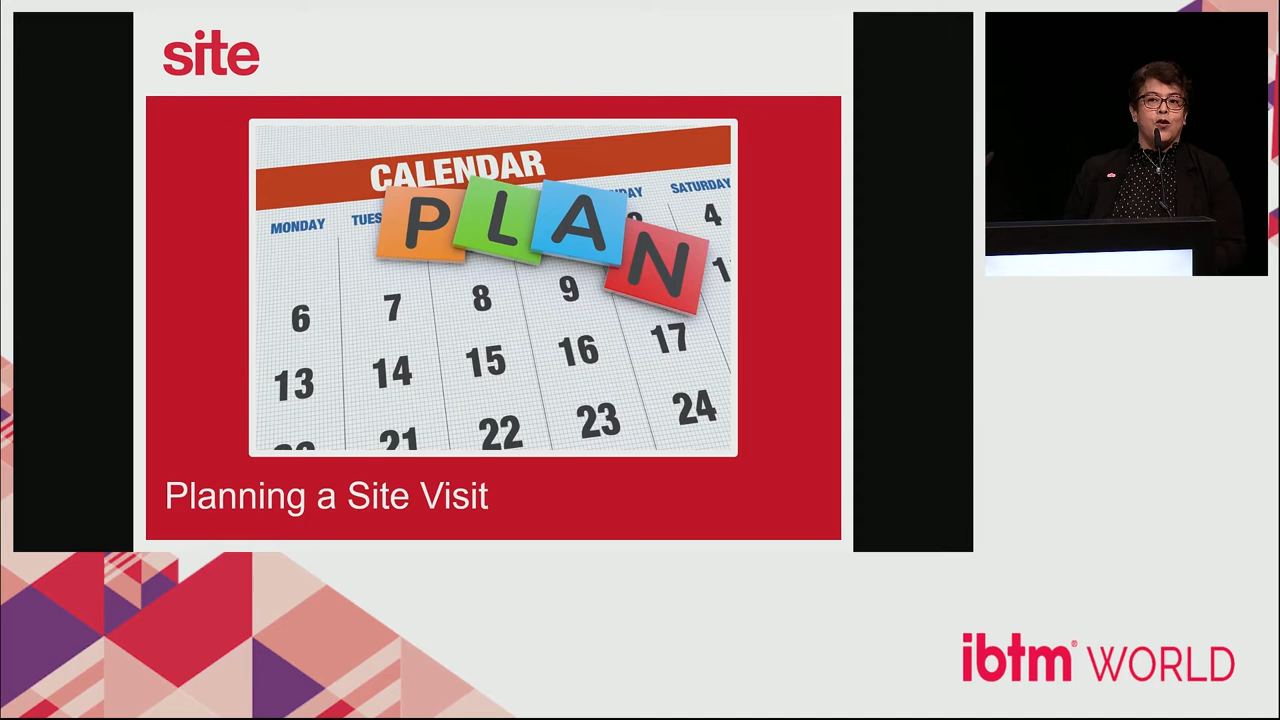 site
CALENDAR
PLAN
MONDAY
SATURDAY
4
6 7 8 9
13 14 15 16 17
21 22 23 24
Planning a Site Visit
ibtm® WORLD